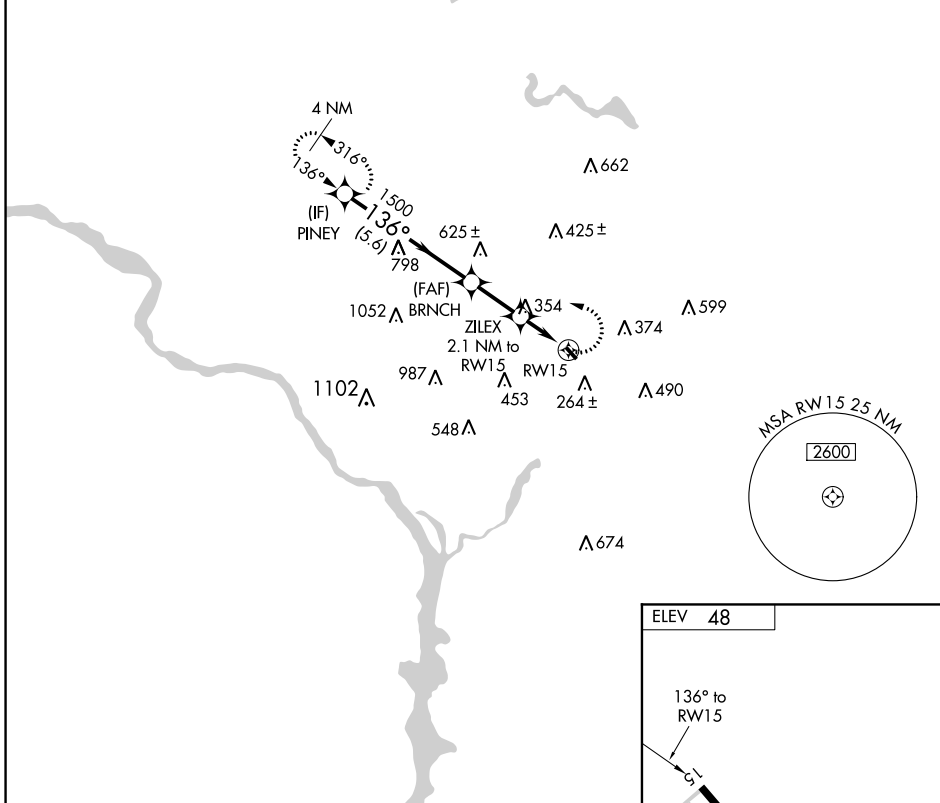 4 NM
316°
136°
662
(IF)
PINEY
1500
136°
(5.6)
625 ±
425 ±
798
(FAF)
BRNCH
1052
354
599
374
ZILEX
2.1 NM to
RW15
RW15
987
1102
453
264 ±
490
548
MSA RW15 25 NM
2600
674
ELEV 48
136° to
RW15
15